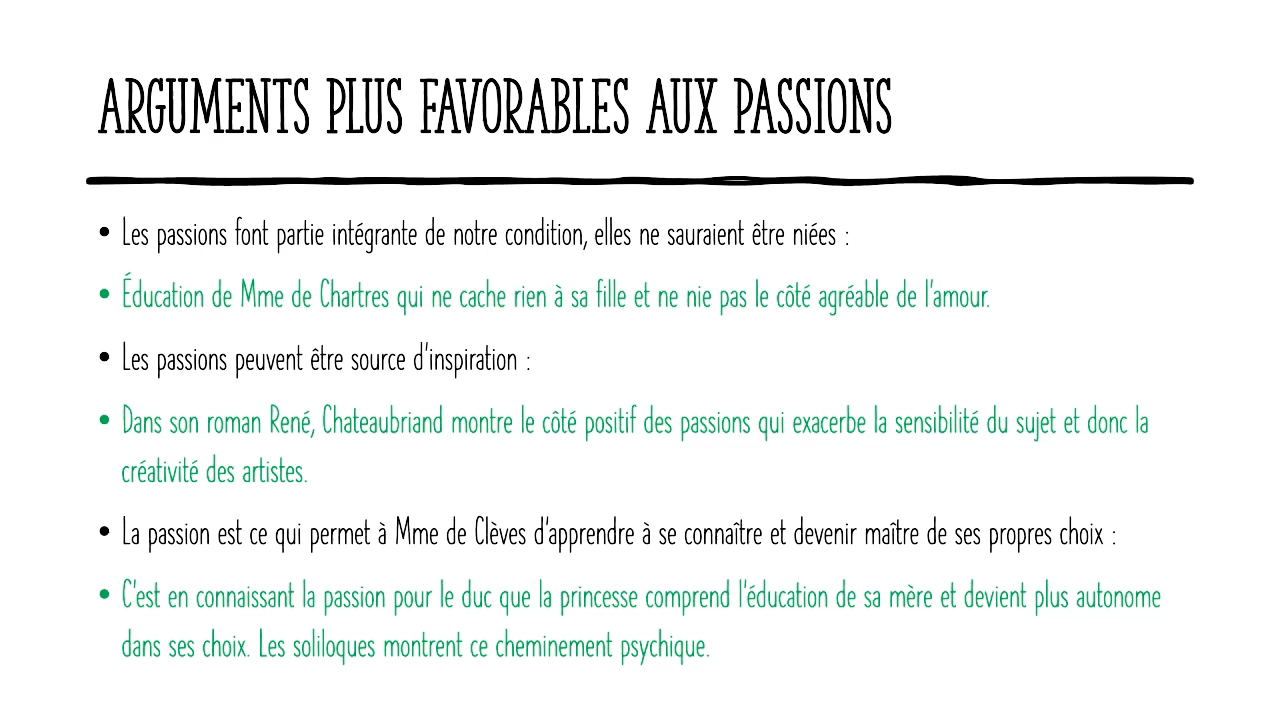 ARGUMENTS PLUS FAVORABLES AUX PASSIONS
• Les passions font partie intégrante de notre condition, elles ne sauraient être niées :
• Éducation de Mme de Chartres qui ne cache rien à sa fille et ne nie pas le côté agréable de l'amour.
• Les passions peuvent être source d'inspiration :
• Dans son roman René, Chateaubriand montre le côté positif des passions qui exacerbe la sensibilité du sujet et donc la
créativité des artistes.
• La passion est ce qui permet à Mme de Clèves d'apprendre à se connaître et devenir maître de ses propres choix :
• C'est en connaissant la passion pour le duc que la princesse comprend l'éducation de sa mère et devient plus autonome
dans ses choix. Les soliloques montrent ce cheminement psychique.